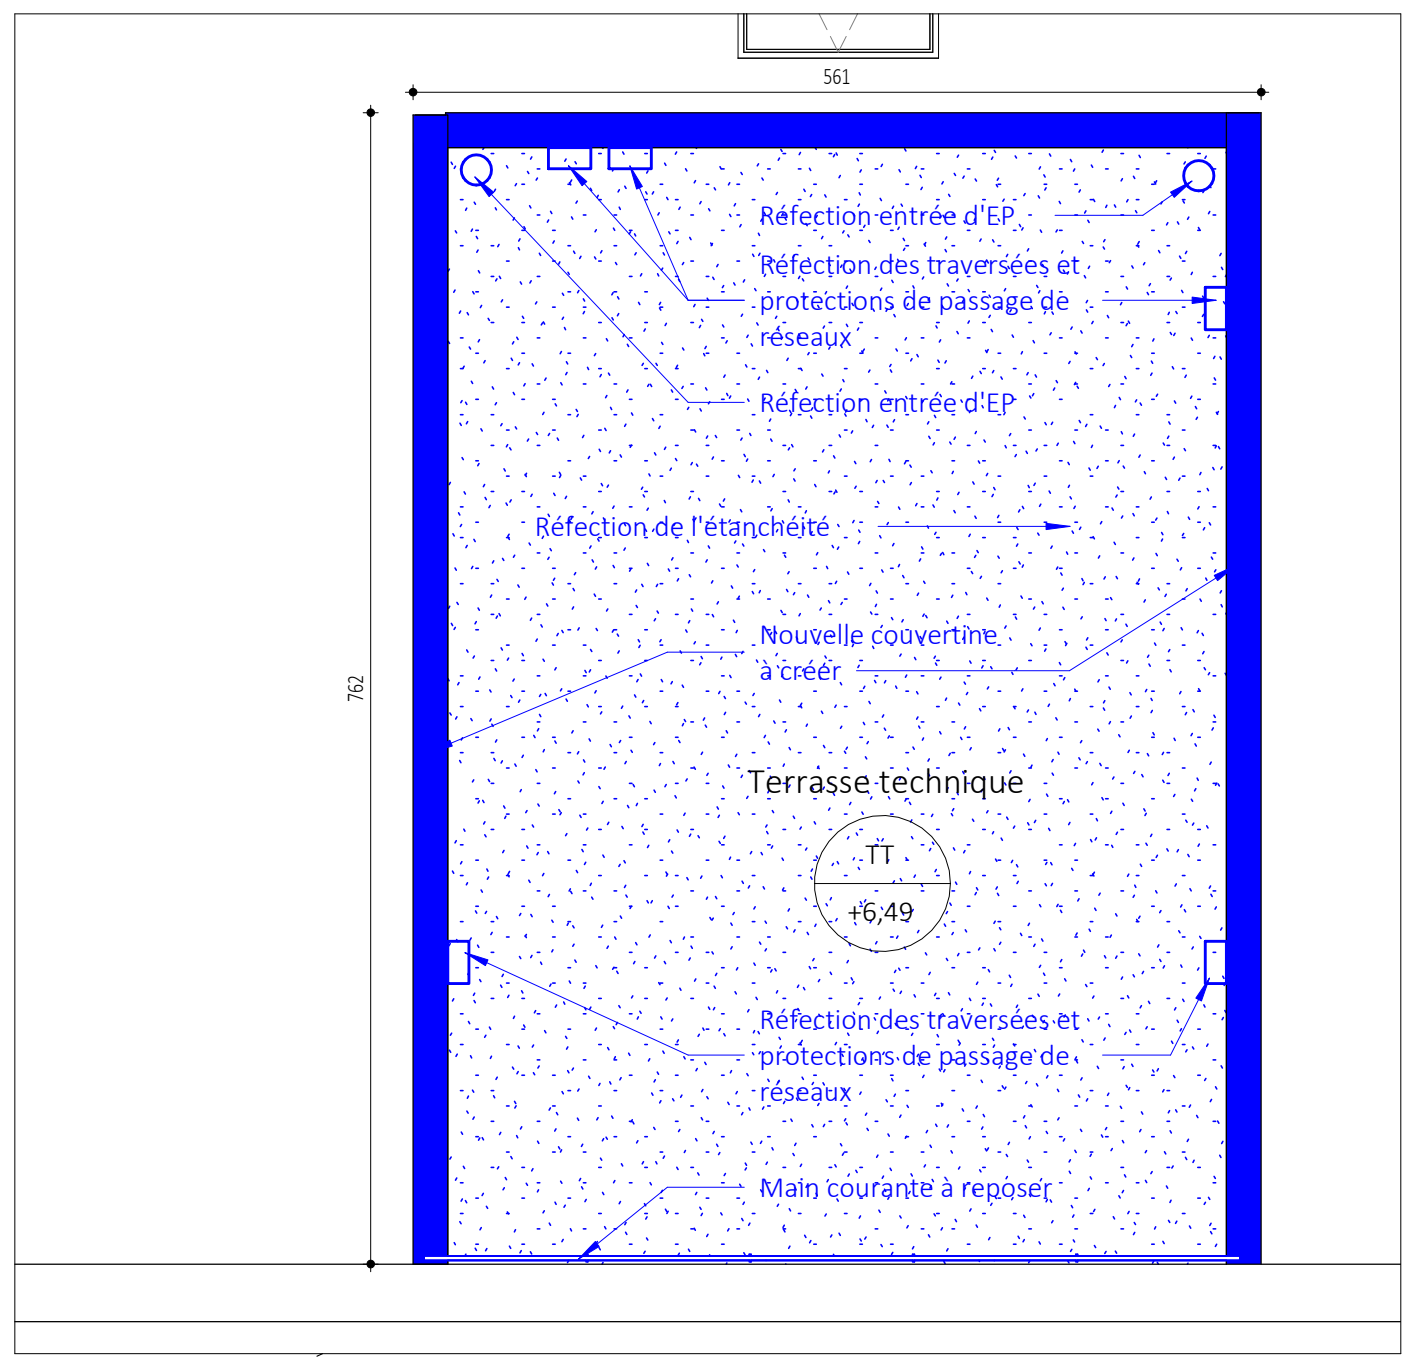 561
Réfection entrée d'EP
Réfection des traversées et
protections de passage de
réseaux
Réfection entrée d'EP
Réfection de l'étanchéité
Nouvelle couvertine
à créer
762
Terrasse technique
TT
+6,49
Réfection des traversées et
protections de passage de
réseaux
Main courante à reposer